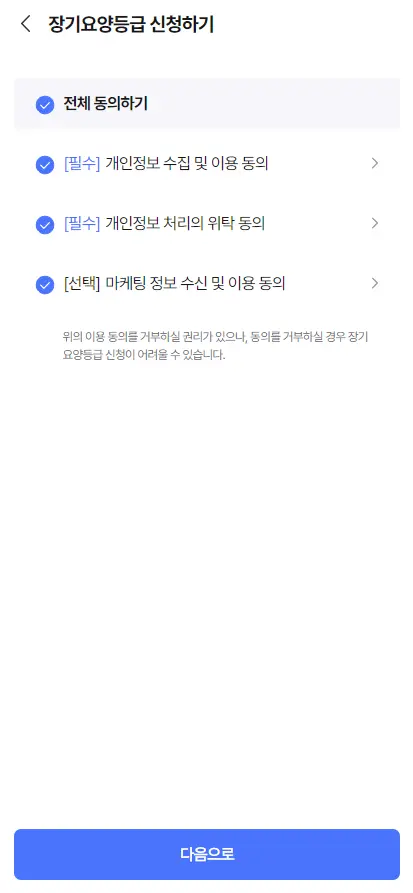 장기요양등급 신청하기
전체 동의하기
[필수] 개인정보 수집 및 이용 동의
[필수] 개인정보 처리의 위탁 동의
[선택] 마케팅 정보 수신 및 이용 동의
위의 이용 동의를 거부하실 권리가 있으나, 동의를 거부하실 경우 장기
요양등급 신청이 어려울 수 있습니다.
다음으로